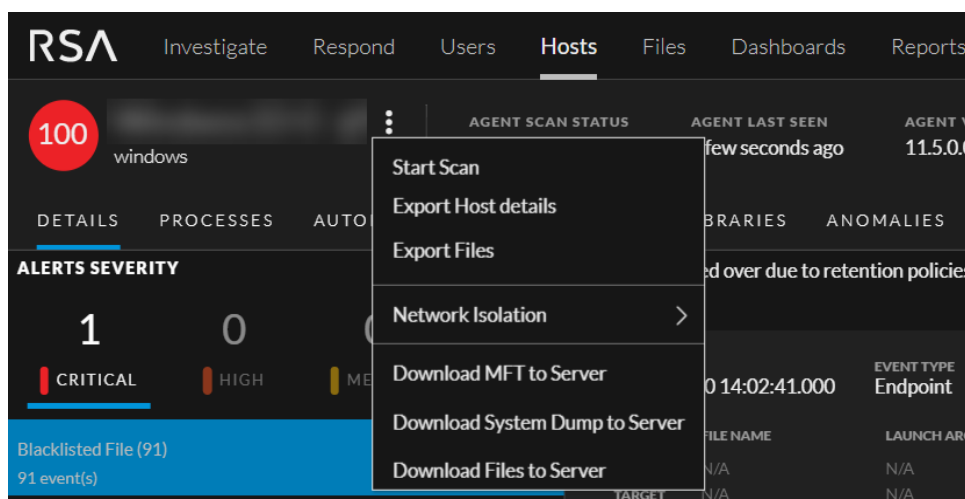 RSA Investigate Respond Users Hosts Files Dashboards Reports
100
windows
AGENT SCAN STATUS AGENT LAST SEEN AGENT V
few seconds ago 11.5.0.
Start Scan
Export Host details
Export Files
Network Isolation
Download MFT to Server
Download System Dump to Server
Download Files to Server
DETAILS PROCESSES AUTO BRARIES ANOMALIES
ALERTS SEVERITY
ed over due to retention policies
1 0
CRITICAL HIGH ME
0 14:02:41.000
EVENT TYPE
Endpoint
Blacklisted File (91)
91 event(s)
FILE NAME LAUNCH AR
N/A N/A
TARGET N/A N/A